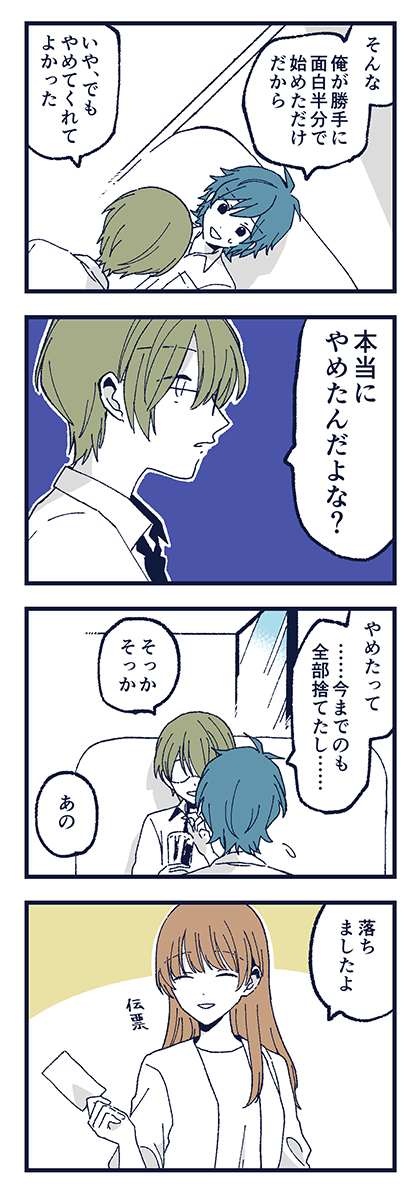 そんな
俺が勝手に
面白半分で
始めただけ
だから
いや、でも
やめてくれて
よかった
本当に
やめたんだよな?
やめたって
……今までのも
全部捨てたし……
そっか
そっか
あの
落ち
ましたよ
伝票